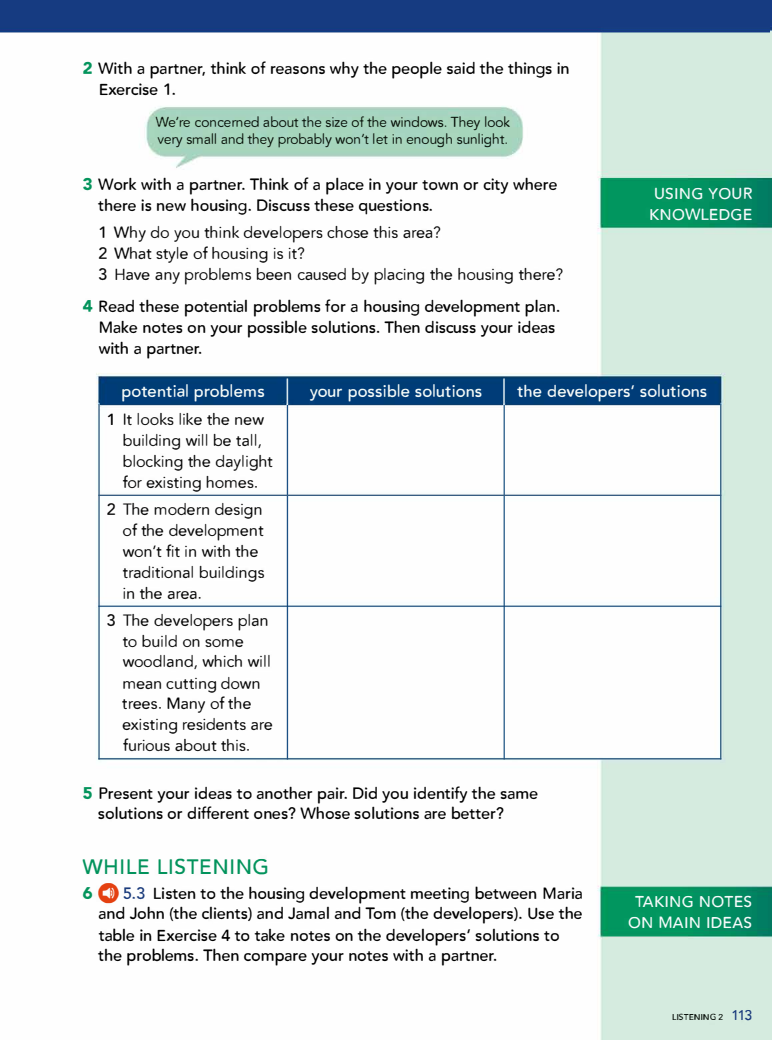 2 With a partner, think of reasons why the people said the things in
Exercise 1.
We're concerned about the size of the windows. They look
very small and they probably won't let in enough sunlight.
3 Work with a partner. Think of a place in your town or city where
there is new housing. Discuss these questions.
USING YOUR
KNOWLEDGE
1 Why do you think developers chose this area?
2 What style of housing is it?
3 Have any problems been caused by placing the housing there?
4 Read these potential problems for a housing development plan.
Make notes on your possible solutions. Then discuss your ideas
with a partner.
potential problems
your possible solutions
the developers' solutions
1 It looks like the new
building will be tall,
blocking the daylight
for existing homes.
2 The modern design
of the development
won't fit in with the
traditional buildings
in the area.
3 The developers plan
to build on some
woodland, which will
mean cutting down
trees. Many of the
existing residents are
furious about this.
5 Present your ideas to another pair. Did you identify the same
solutions or different ones? Whose solutions are better?
WHILE LISTENING
6 5.3 Listen to the housing development meeting between Maria
and John (the clients) and Jamal and Tom (the developers). Use the
table in Exercise 4 to take notes on the developers' solutions to
the problems. Then compare your notes with a partner.
TAKING NOTES
ON MAIN IDEAS
LISTENING 2 113